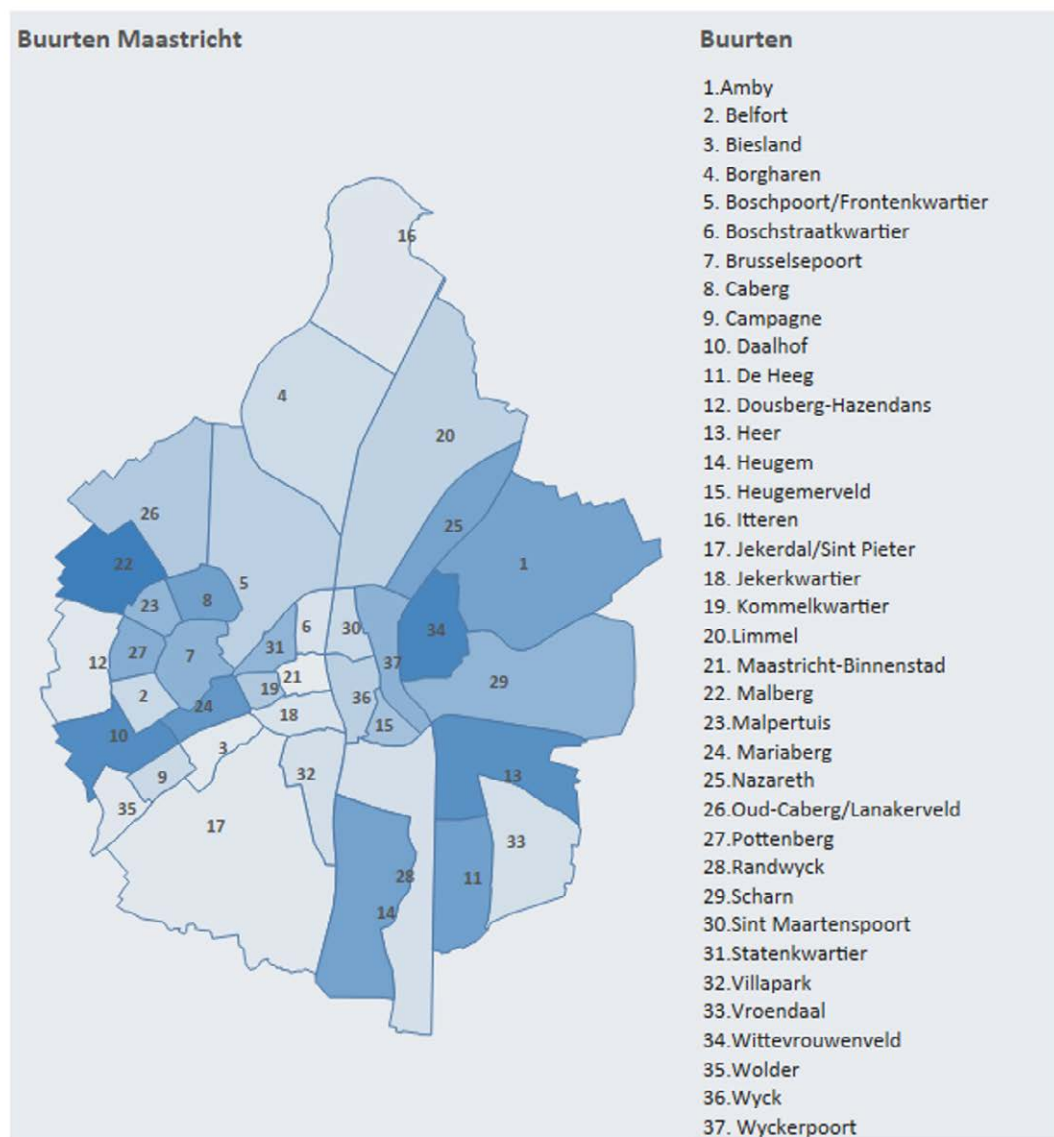 Buurten Maastricht
Buurten
1.Amby
2. Belfort
3. Biesland
4. Borgharen
5. Boschpoort/Frontenkwartier
6. Boschstraatkwartier
7. Brusselsepoort
8. Caberg
9. Campagne
10. Daalhof
11. De Heeg
12. Dousberg-Hazendans
13. Heer
14. Heugem
15. Heugemerveld
16. Itteren
17. Jekerdal/Sint Pieter
18. Jekerkwartier
19. Kommelkwartier
20.Limmel
21. Maastricht-Binnenstad
22. Malberg
23.Malpertuis
24. Mariaberg
25.Nazareth
26.Oud-Caberg/Lanakerveld
27.Pottenberg
28.Randwyck
29.Scharn
30.Sint Maartenspoort
31.Statenkwartier
32.Villapark
33.Vroendaal
34.Wittevrouwenveld
35.Wolder
36.Wyck
37. Wyckerpoort
16
4
20
26
25
22
1
5
23
8
6
30
34
31
27
7
12
37
21
29
19
2
36
24
18
15
10
3
9
32
13
35
17
33
28
11
14